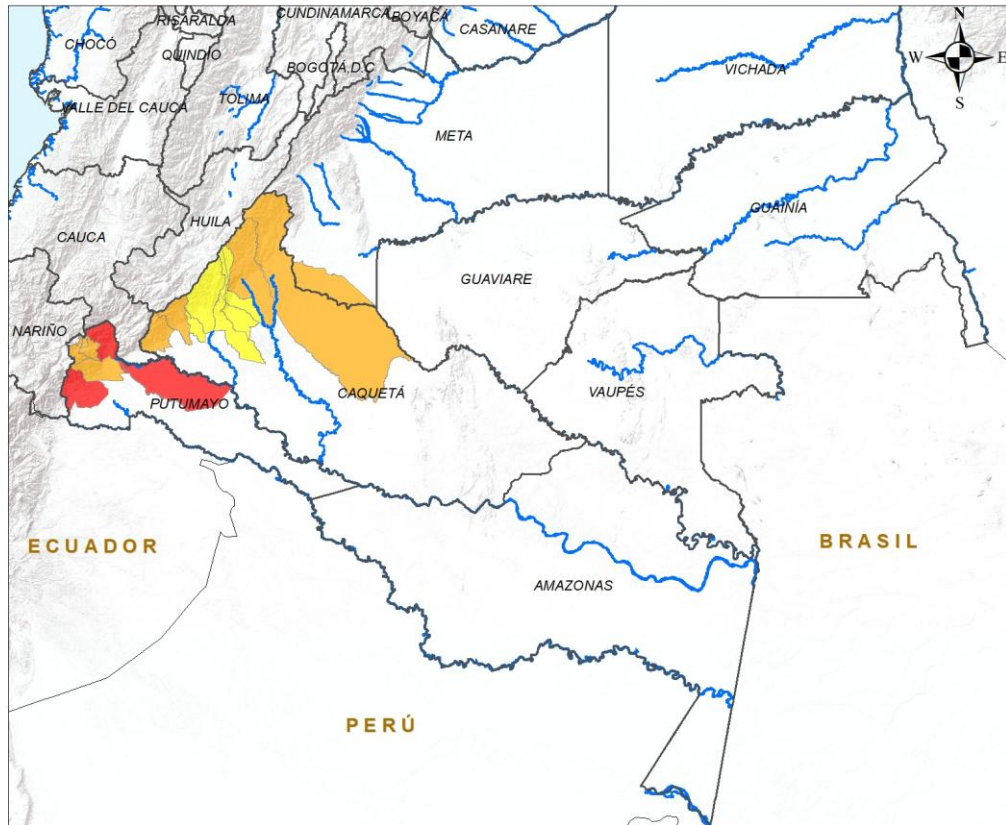 CUNDINAMARCA
BOYACÁ
RISARALDA
CASANARE
N
CHOCÓ
QUINDIO
BOGOTÁ D.C
W
E
VICHADA
TOLIMA
VALLE DEL CAUCA
S
META
GUAINÍA
HUILA
CAUCA
GUAVIARE
NARIÑO
CAQUETÁ
VAUPÉS
PUTUMAYO
ECUADOR
BRASIL
AMAZONAS
PERÚ